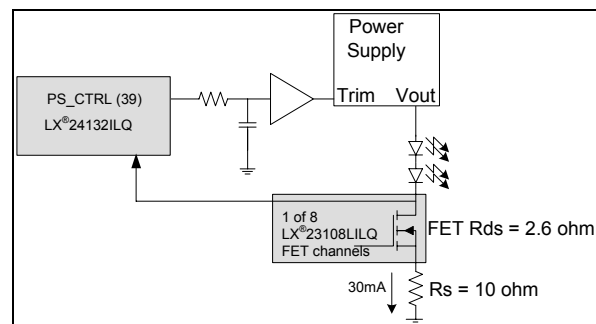 Power
Supply
Trim Vout
PS_CTRL (39)
LX®24132ILQ
1 of 8
LX®23108LILQ
FET channels
FET Rds = 2.6 ohm
30mA
Rs = 10 ohm